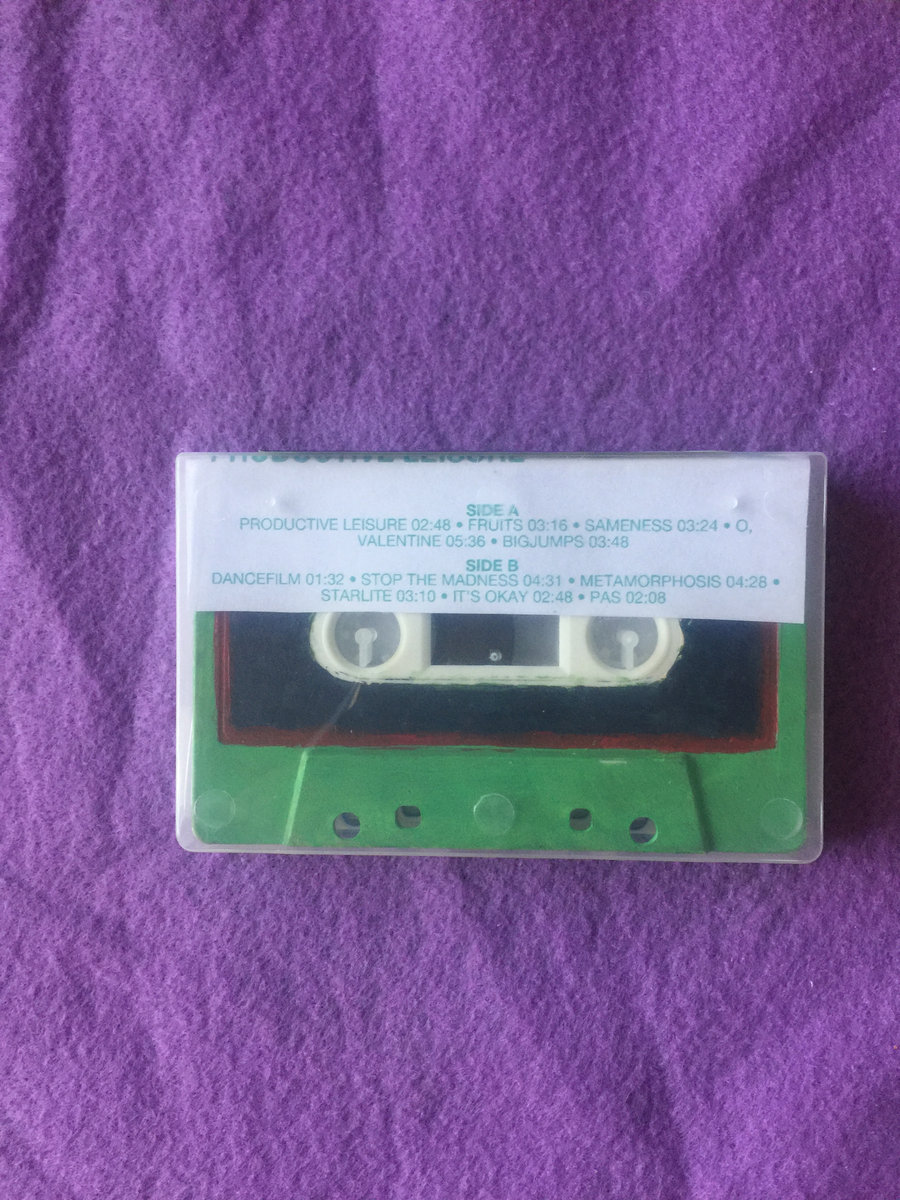 PRODUCTIVE LEISURE
SIDE A
PRODUCTIVE LEISURE 02:48 • FRUITS 03:16 • SAMENESS 03:24 • O,
VALENTINE 05:36 • BIGJUMPS 03:48
SIDE B
DANCEFILM 01:32 • STOP THE MADNESS 04:31 • METAMORPHOSIS 04:28 •
STARLITE 03:10 • IT'S OKAY 02:48 • PAS 02:08